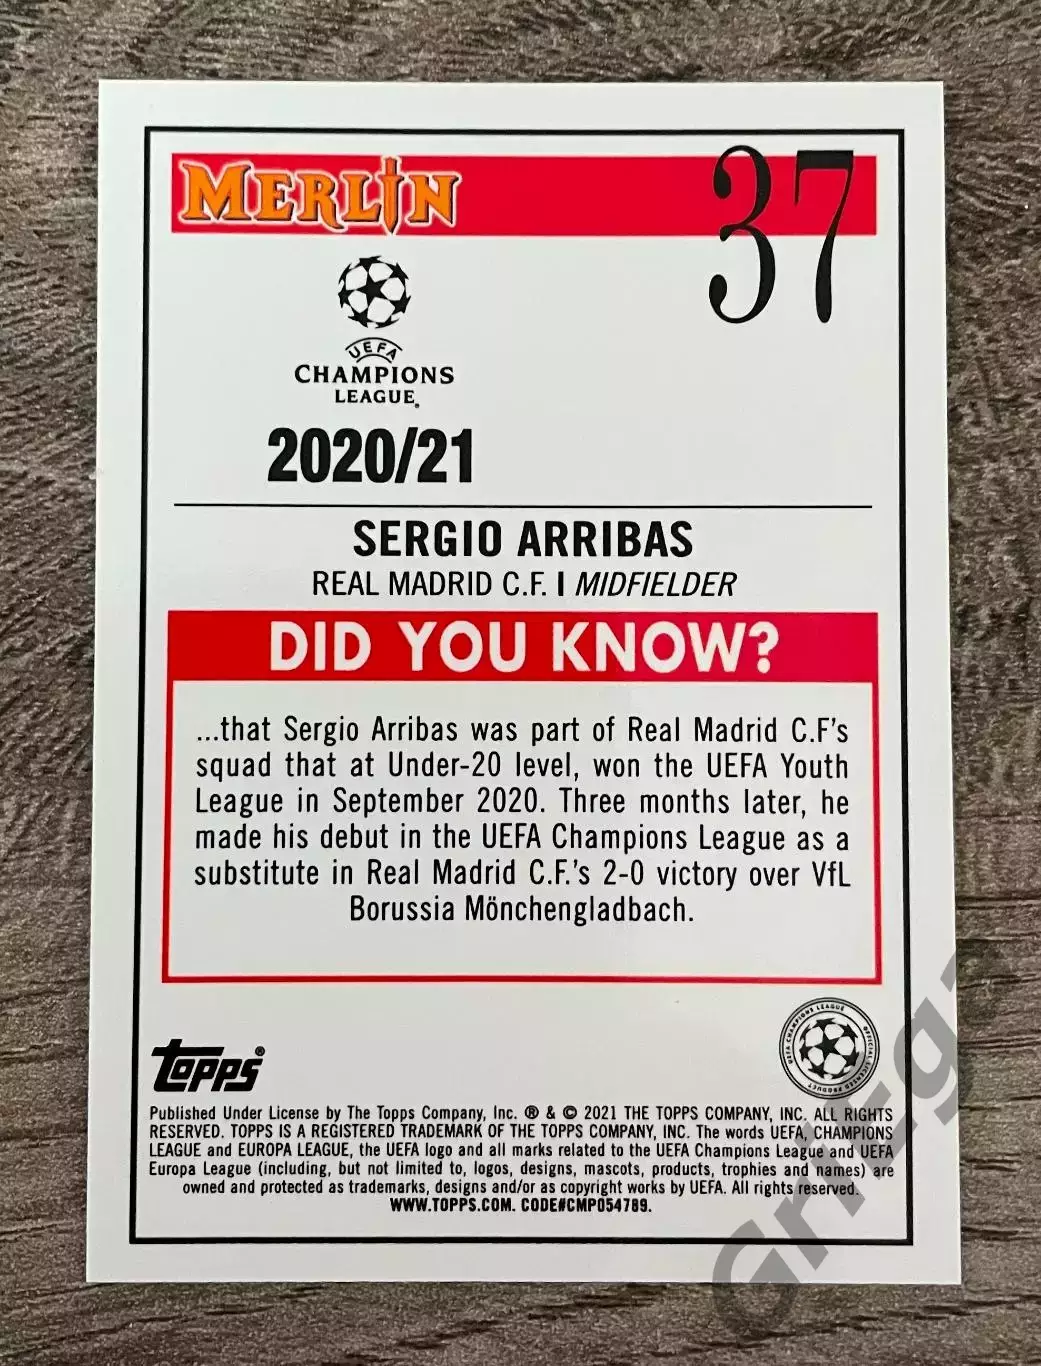 MERLIN
37
UEFA
CHAMPIONS
LEAGUE®
2020/21
SERGIO ARRIBAS
REAL MADRID C.F. | MIDFIELDER
DID YOU KNOW?
...that Sergio Arribas was part of Real Madrid C.F's
squad that at Under-20 level, won the UEFA Youth
League in September 2020. Three months later, he
made his debut in the UEFA Champions League as a
substitute in Real Madrid C.F.'s 2-0 victory over VfL
Borussia Mönchengladbach.
UEFA CHAMPIONS LEAGUE
OFFICIAL LICENSED PRODUCT
TOPPS®
Published Under License by The Topps Company, Inc. ® & © 2021 THE TOPPS COMPANY, INC. ALL RIGHTS
RESERVED. TOPPS IS A REGISTERED TRADEMARK OF THE TOPPS COMPANY, INC. The words UEFA, CHAMPIONS
LEAGUE and EUROPA LEAGUE, the UEFA logo and all marks related to the UEFA Champions League and UEFA
Europa League (including, but not limited to, logos, designs, mascots, products, trophies and names) are
owned and protected as trademarks, designs and/or as copyright works by UEFA. All rights reserved.
WWW.TOPPS.COM. CODE#CMP054789.